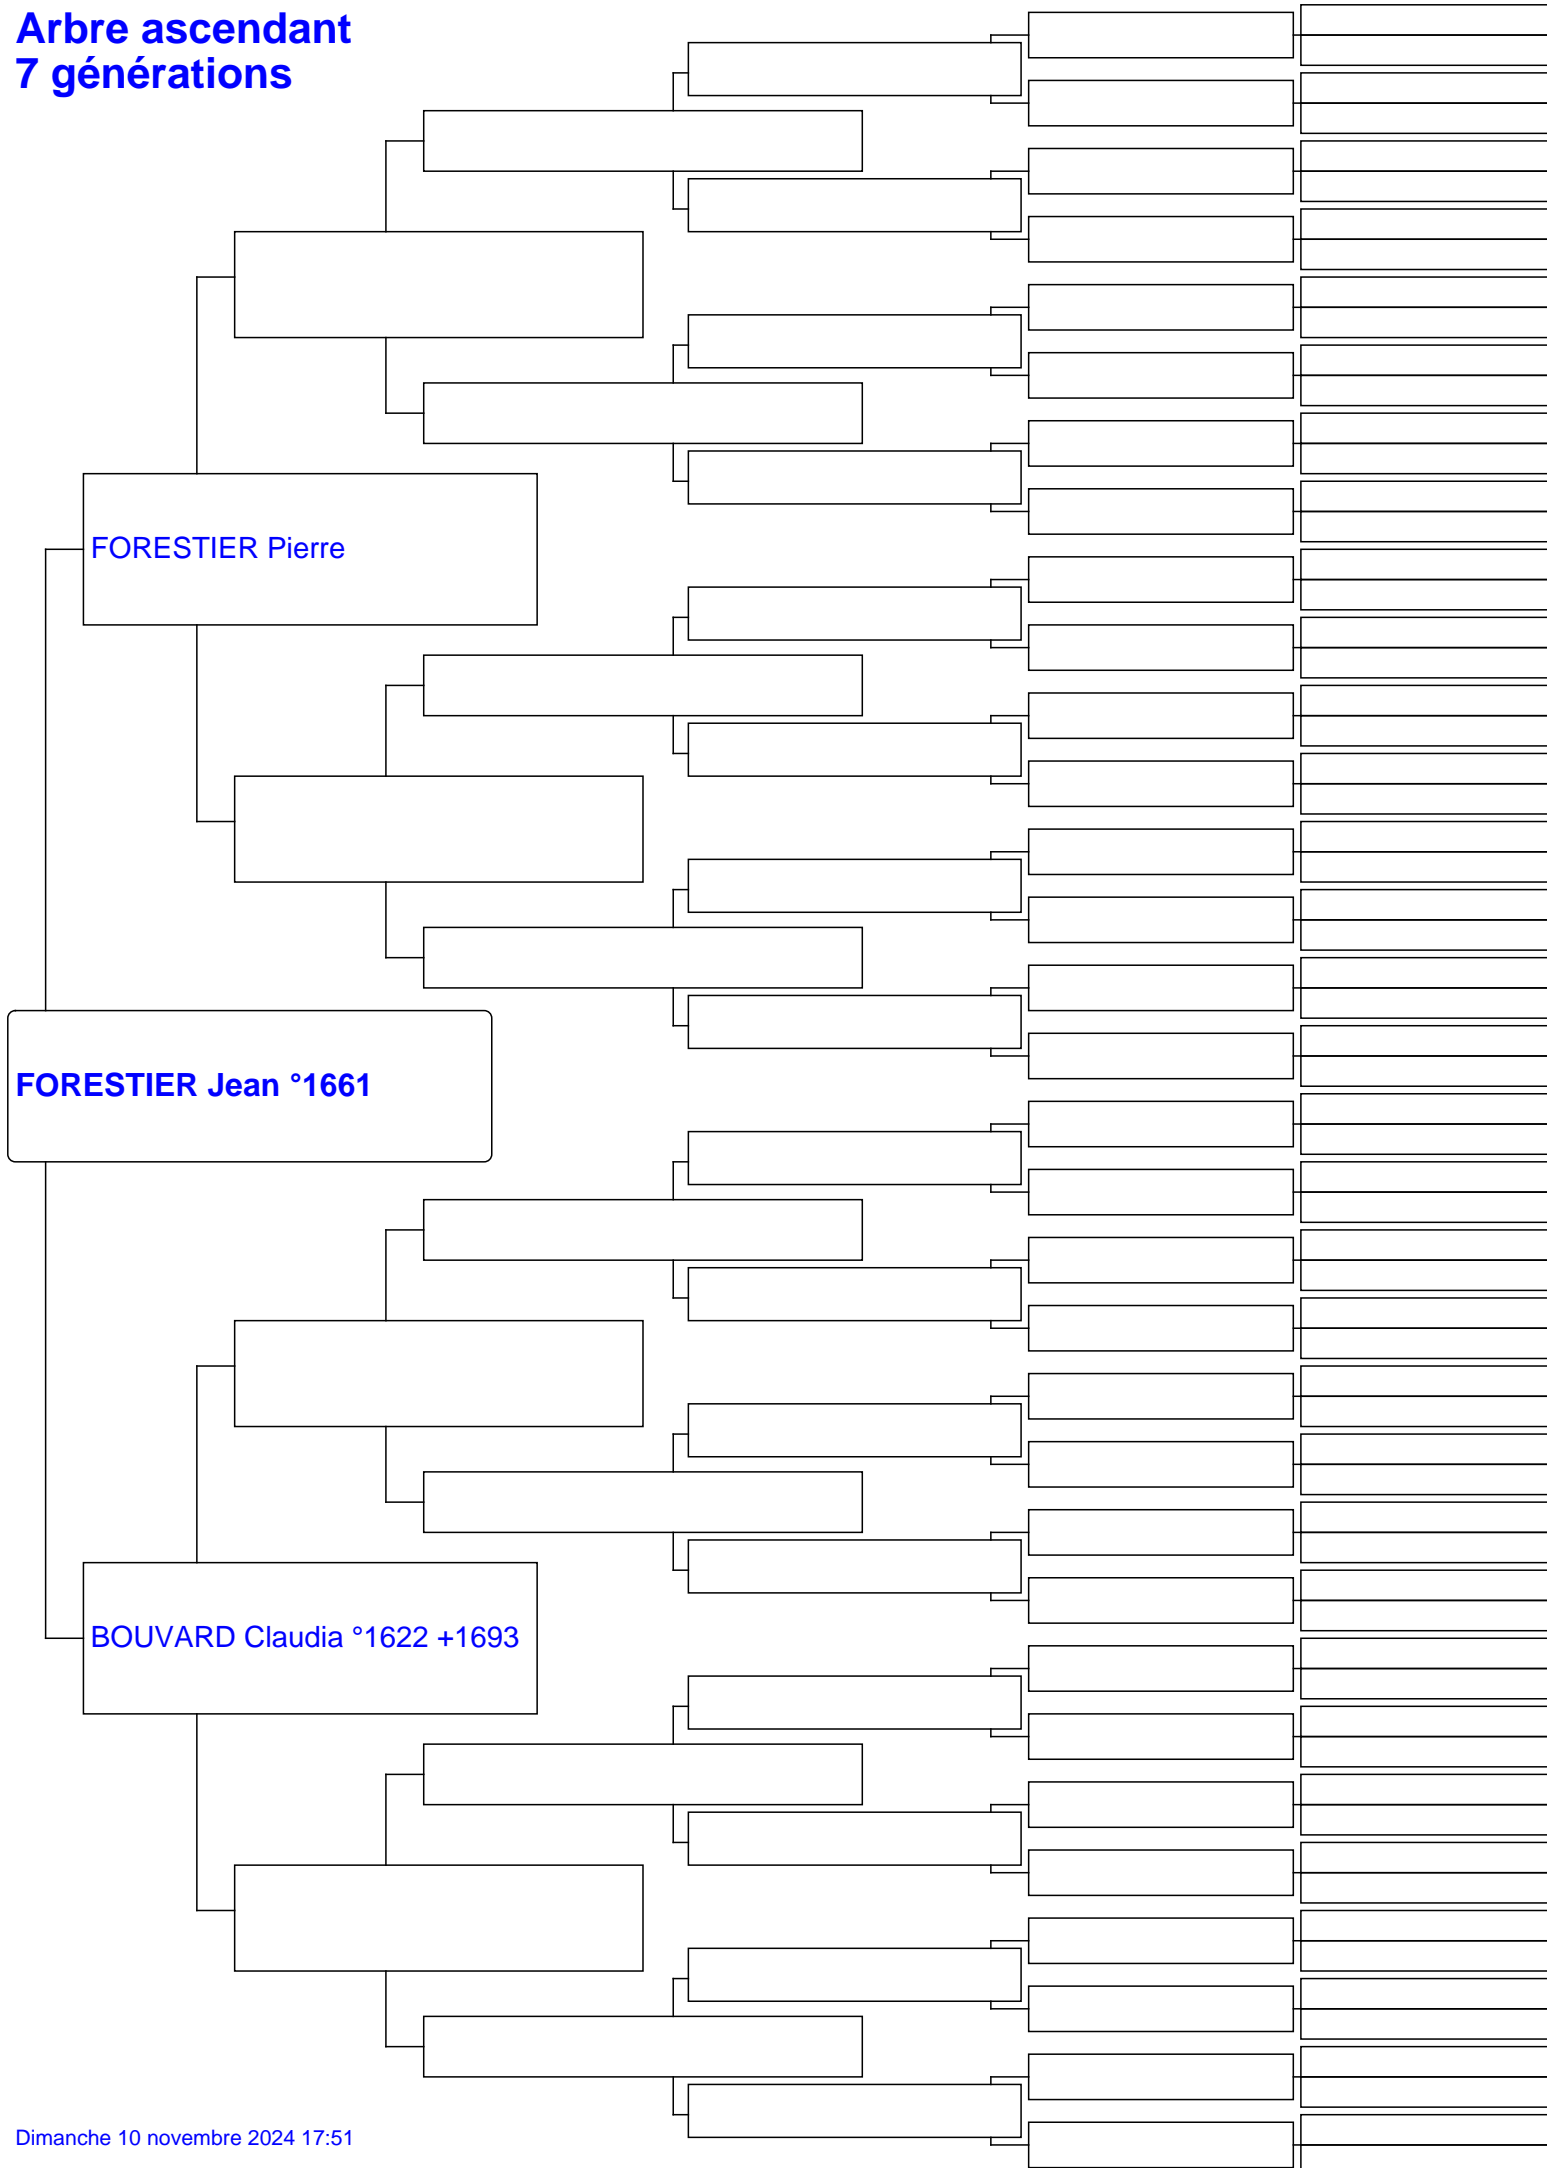 Arbre ascendant
7 générations
FORESTIER Pierre
FORESTIER Jean °1661
BOUVARD Claudia °1622 +1693
Dimanche 10 novembre 2024 17:51